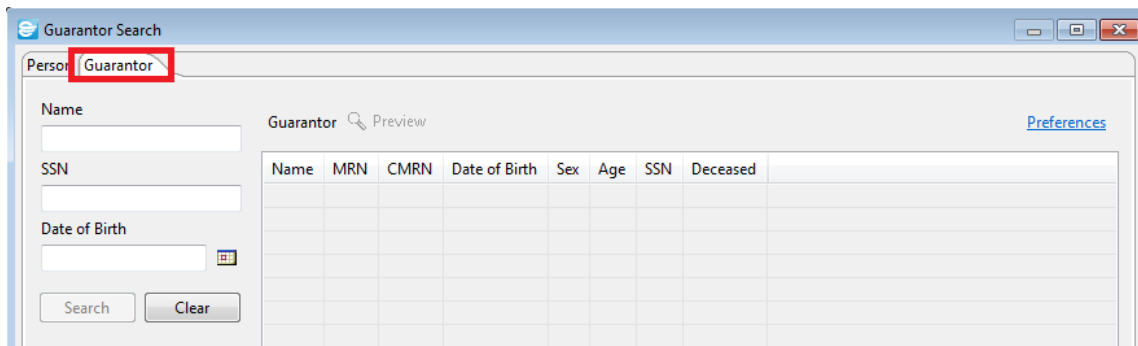 Guarantor Search
Person Guarantor
Name
Guarantor Preview Preferences
SSN
Name MRN CMRN Date of Birth Sex Age SSN Deceased
Date of Birth
Search Clear